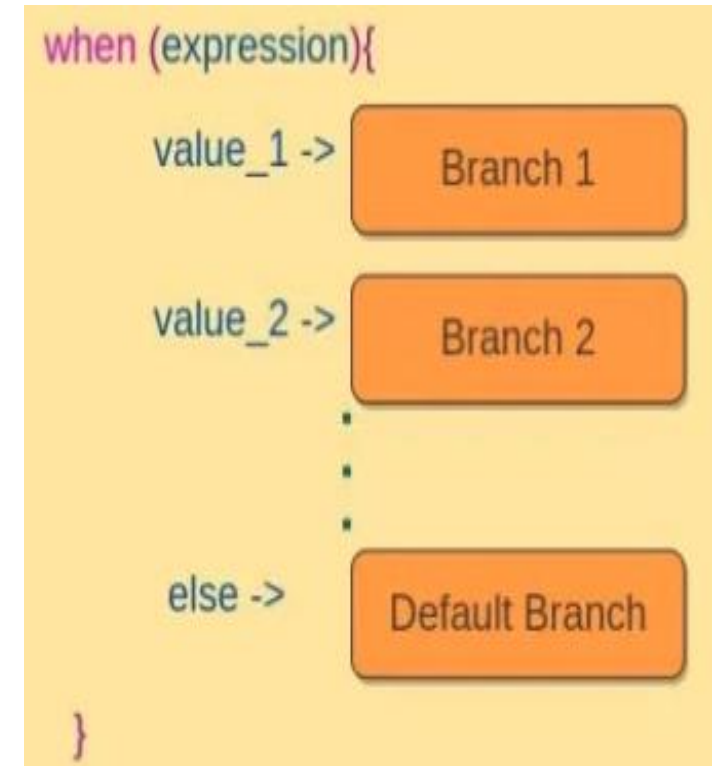 when (expression){
value_1 -> Branch 1
value_2 -> Branch 2
.
.
.
else -> Default Branch
}